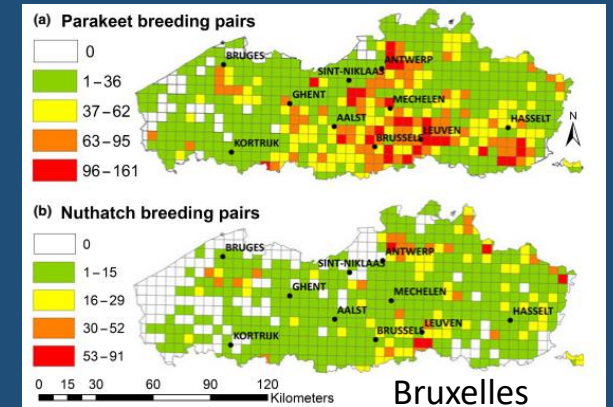 (a) Parakeet breeding pairs
0
1–36
37–62
63–95
96–161
BRUGES
ANTWERP
SINT-NIKLAAS
GHENT
MECHELEN
AALST
HASSELT
BRUSSELS
LEUVEN
KORTRIJK
N
(b) Nuthatch breeding pairs
0
1–15
16–29
30–52
53–91
BRUGES
ANTWERP
SINT-NIKLAAS
GHENT
MECHELEN
AALST
HASSELT
BRUSSELS
LEUVEN
KORTRIJK
0 15 30 60 90 120
Kilometers
Bruxelles